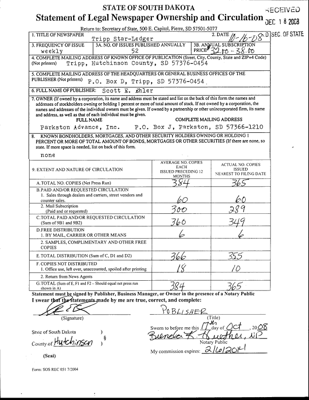 STATE OF SOUTH DAKOTA
Statement of Legal Newspaper Ownership and Circulation
RECEIVED
DEC 18 2008
SEC OF STATE
Return to: Secretary of State, 500 E. Capitol, Pierre, SD 57501-5077
1. TITLE OF NEWSPAPER
Tripp Star-Ledger
2. DATE
10-16-08
3. FREQUENCY OF ISSUE
weekly
3A. NO. OF ISSUES PUBLISHED ANNUALLY
52
3B. ANNUAL SUBSCRIPTION
PRICE
4. COMPLETE MAILING ADDRESS OF KNOWN OFFICE OF PUBLICATION (Street, City, County, State and ZIP+4 Code)
(Not printers)
Tripp, Hutchinson County, SD 57376-0454
5. COMPLETE MAILING ADDRESS OF THE HEADQUARTERS OR GENERAL BUSINESS OFFICES OF THE
PUBLISHER (Not printers)
P.O. Box D, Tripp, SD 57376-0454
6. FULL NAME OF PUBLISHER:
Scott E. Ehler
7. OWNER (If owned by a corporation, its name and address must be stated and also the names and
addresses of stockholders owning or holding 1 percent or more of total amount of stock. If not owned by a corporation, the
names and addresses of the individual owners must be given. If owned by a partnership or other unincorporated firm, its name
and address, as well as that of each individual must be given.
FULL NAME
COMPLETE MAILING ADDRESS
Parkston Advance, Inc.
P.O. Box J, Parkston, SD 57366-1210
8. KNOWN BONDHOLDERS, MORTGAGES, AND OTHER SECURITY HOLDERS OWNING OR HOLDING 1
PERCENT OR MORE OF TOTAL AMOUNT OF BONDS, MORTGAGES OR OTHER SECURITIES (If there are none, so
state. If more space is needed, list on back of this form.
none
9. EXTENT AND NATURE OF CIRCULATION
AVERAGE NO. COPIES
EACH
ISSUED PRECEDING 12
MONTHS
ACTUAL NO. COPIES
ISSUED
NEAREST TO FILING DATE
A. TOTAL NO. COPIES (Net Press Run)
384
365
B. PAID AND/OR REQUESTED CIRCULATION
1. Sales through dealers and carriers, street vendors and
counter sales.
60
60
2. Mail Subscription
(Paid and or requested)
300
289
C. TOTAL PAID AND/OR REQUESTED CIRCULATION
(Sum of 9B1 and 9B2)
360
349
D. FREE DISTRIBUTION
1. BY MAIL, CARRIER OR OTHER MEANS
6
6
2. SAMPLES, COMPLIMENTARY AND OTHER FREE
COPIES
E. TOTAL DISTRIBUTION (Sum of C, D1 and D2)
366
355
F. COPIES NOT DISTRIBUTED
1. Office use, left over, unaccounted, spoiled after printing
18
10
2. Return from News Agents
G. TOTAL (Sum of E, F1 and F2 - Should equal net press run
shown in A)
384
365
Statement must be signed by Publisher, Business Manager, or Owner in the presence of a Notary Public
I swear that the statements made by me are true, correct, and complete:
(Signature)
PUBLISHER
(Title)
State of South Dakota )
County of Hutchinson )
(Seal)
Sworn to before me this 17th day of Oct, 2008
Notary Public
My commission expires:
Form: SOS REC 051 7/2004